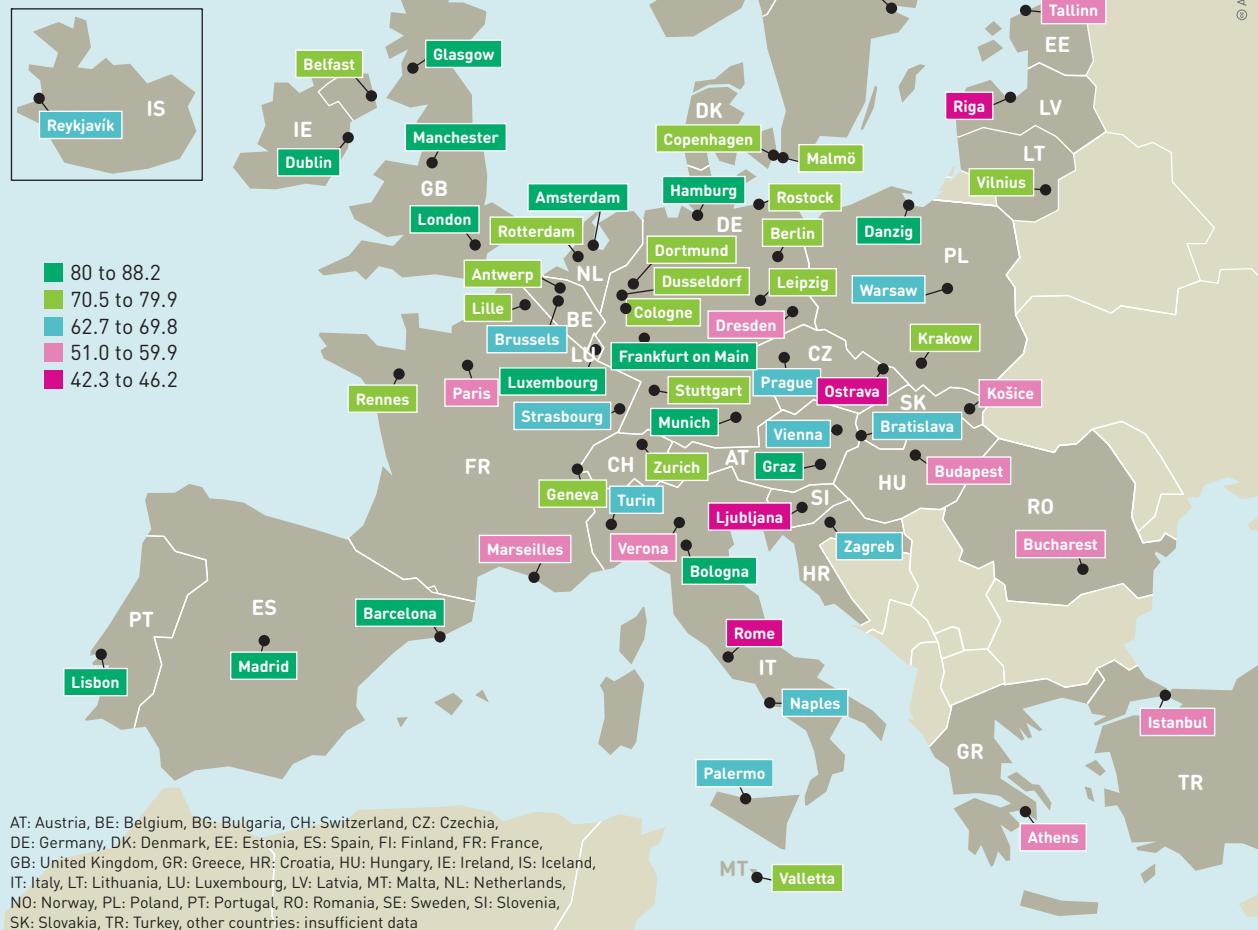 © A
Tallinn
EE
Glasgow
Belfast
IS
Reykjavík
IE
Dublin
Manchester
GB
London
DK
Copenhagen
Malmö
Riga
LV
LT
Vilnius
Amsterdam
Hamburg
Rostock
Rotterdam
DE
Berlin
Danzig
Dortmund
PL
NL
Antwerp
Dusseldorf
Leipzig
Warsaw
Lille
Cologne
BE
Dresden
Brussels
Krakow
80 to 88.2
70.5 to 79.9
62.7 to 69.8
51.0 to 59.9
42.3 to 46.2
LU
Frankfurt on Main
CZ
Luxembourg
Prague
Ostrava
Paris
Rennes
Stuttgart
SK
Košice
Strasbourg
Munich
Vienna
Bratislava
FR
CH
Zurich
AT
Graz
Budapest
HU
Geneva
Turin
SI
RO
Ljubljana
Marseilles
Verona
Zagreb
Bucharest
Bologna
HR
PT
ES
Barcelona
Madrid
Lisbon
Rome
IT
Naples
Istanbul
GR
TR
Palermo
Athens
MT
Valletta
AT: Austria, BE: Belgium, BG: Bulgaria, CH: Switzerland, CZ: Czechia,
DE: Germany, DK: Denmark, EE: Estonia, ES: Spain, FI: Finland, FR: France,
GB: United Kingdom, GR: Greece, HR: Croatia, HU: Hungary, IE: Ireland, IS: Iceland,
IT: Italy, LT: Lithuania, LU: Luxembourg, LV: Latvia, MT: Malta, NL: Netherlands,
NO: Norway, PL: Poland, PT: Portugal, RO: Romania, SE: Sweden, SI: Slovenia,
SK: Slovakia, TR: Turkey, other countries: insufficient data